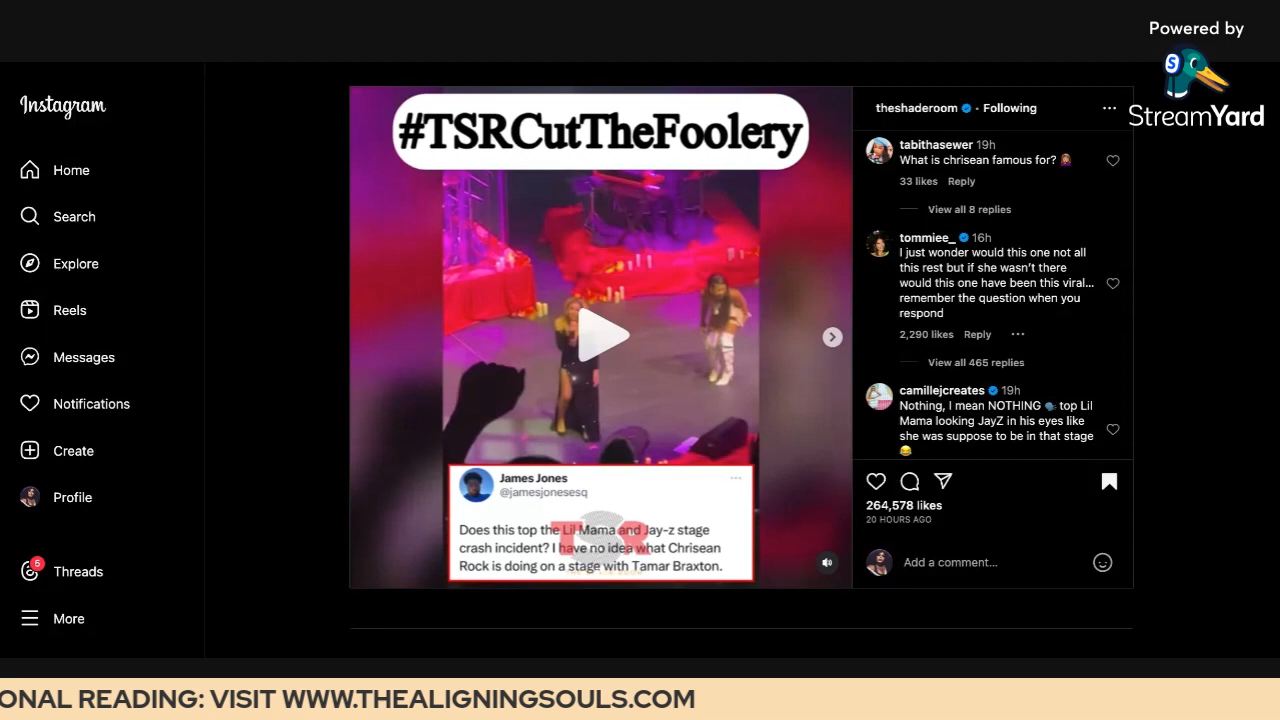 Powered by
S
StreamYard
Instagram
Home
Search
Explore
Reels
Messages
Notifications
Create
Profile
6
Threads
More
#TSRCutTheFoolery
James Jones
@jamesjonesesq
Does this top the Lil Mama and Jay-z stage
crash incident? I have no idea what Chrisean
Rock is doing on a stage with Tamar Braxton.
TSR
theshaderoom • Following
tabithasewer 19h
What is chrisean famous for? 🤷🏾‍♀️
33 likes Reply
View all 8 replies
tommiee_ 16h
I just wonder would this one not all
this rest but if she wasn't there
would this one have been this viral...
remember the question when you
respond
2,290 likes Reply
View all 465 replies
camillejcreates 19h
Nothing, I mean NOTHING 🗣 top Lil
Mama looking JayZ in his eyes like
she was suppose to be in that stage
😂
264,578 likes
20 HOURS AGO
Add a comment...
ONAL READING: VISIT WWW.THEALIGNINGSOULS.COM